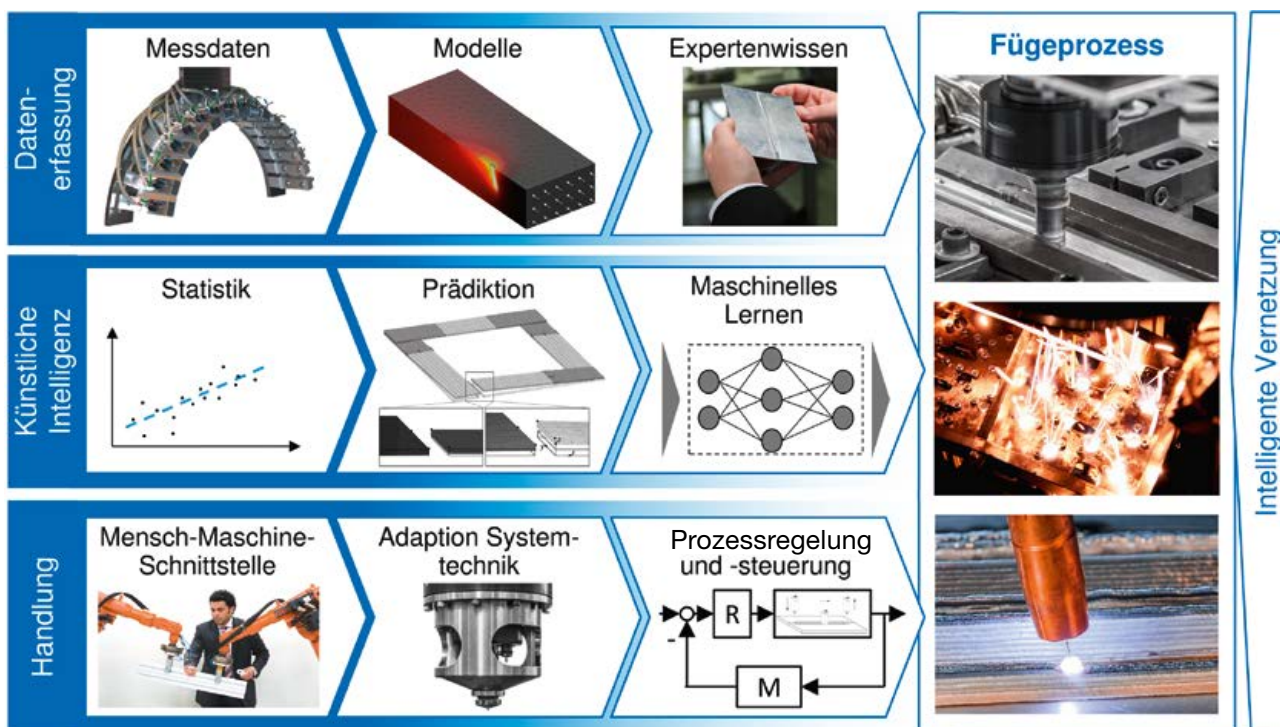 Daten-
erfassung
Messdaten
Modelle
Expertenwissen
Künstliche
Intelligenz
Statistik
Prädiktion
Maschinelles
Lernen
Handlung
Mensch-Maschine-
Schnittstelle
Adaption System-
technik
Prozessregelung
und -steuerung
R
-
M
Fügeprozess
Intelligente Vernetzung